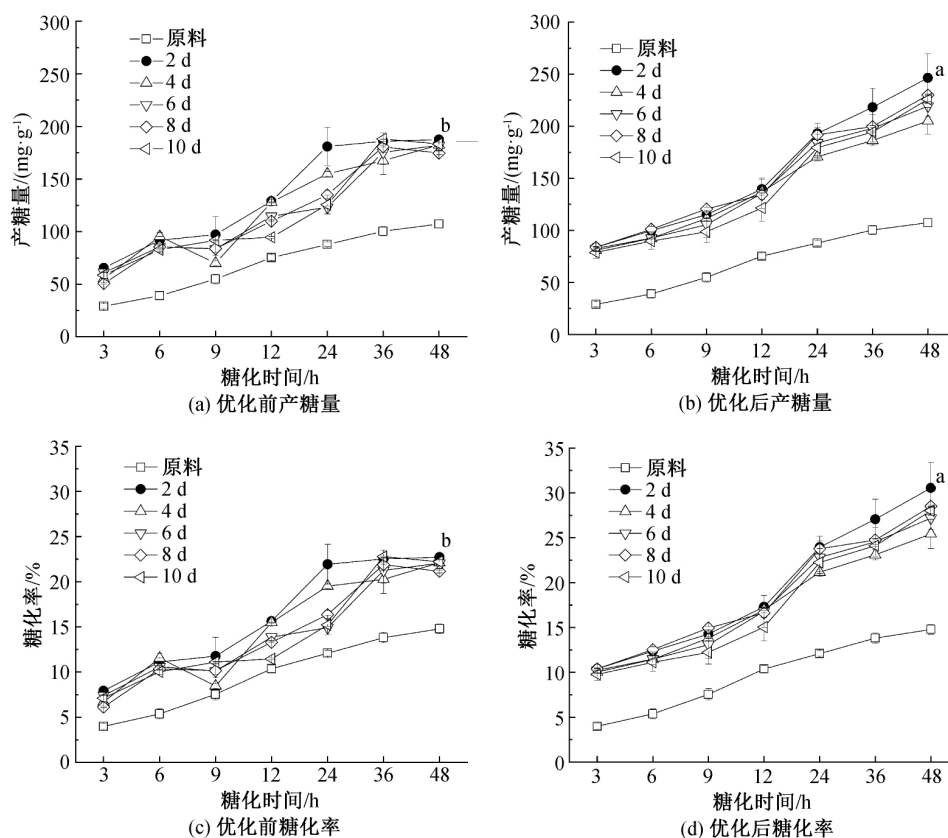 300
250
200
150
100
50
0
产糖量/(mg·g⁻¹)
原料
2 d
4 d
6 d
8 d
10 d
b
3 6 9 12 24 36 48
糖化时间/h
(a) 优化前产糖量
300
250
200
150
100
50
0
产糖量/(mg·g⁻¹)
原料
2 d
4 d
6 d
8 d
10 d
a
3 6 9 12 24 36 48
糖化时间/h
(b) 优化后产糖量
35
30
25
20
15
10
5
0
糖化率/%
原料
2 d
4 d
6 d
8 d
10 d
b
3 6 9 12 24 36 48
糖化时间/h
(c) 优化前糖化率
35
30
25
20
15
10
5
0
糖化率/%
原料
2 d
4 d
6 d
8 d
10 d
a
3 6 9 12 24 36 48
糖化时间/h
(d) 优化后糖化率